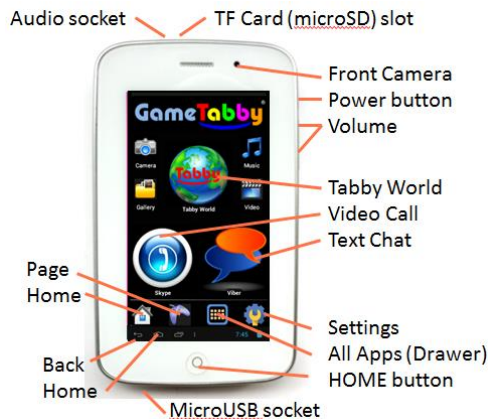 Audio socket
TF Card (microSD) slot
Front Camera
Power button
Volume
GameTabby
Camera
Music
Tabby
Gallery
Tabby World
Video
Tabby World
Video Call
Text Chat
Skype
Viber
Page
Home
Settings
All Apps (Drawer)
HOME button
7:45
Back
Home
MicroUSB socket